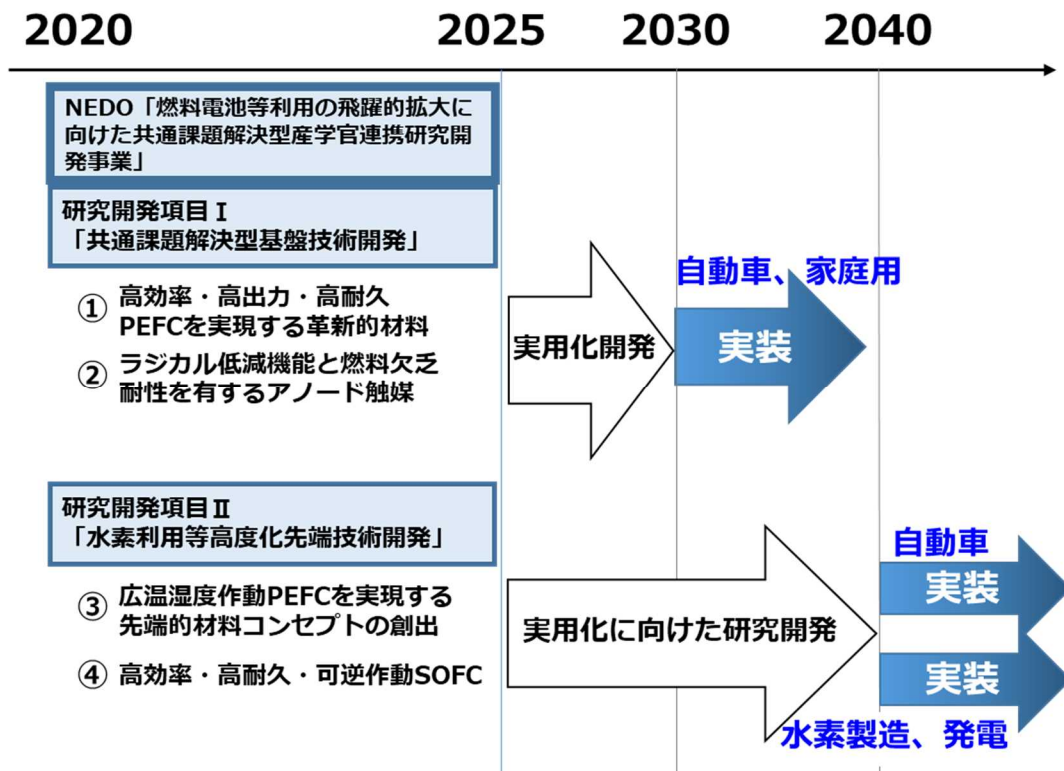 2020 2025 2030 2040
NEDO「燃料電池等利用の飛躍的拡大に
向けた共通課題解決型産学官連携研究開
発事業」
研究開発項目Ⅰ
「共通課題解決型基盤技術開発」
① 高効率・高出力・高耐久
PEFCを実現する革新的材料
② ラジカル低減機能と燃料欠乏
耐性を有するアノード触媒
実用化開発
自動車、家庭用
実装
研究開発項目Ⅱ
「水素利用等高度化先端技術開発」
③ 広温湿度作動PEFCを実現する
先端的材料コンセプトの創出
④ 高効率・高耐久・可逆作動SOFC
実用化に向けた研究開発
自動車
実装
実装
水素製造、発電